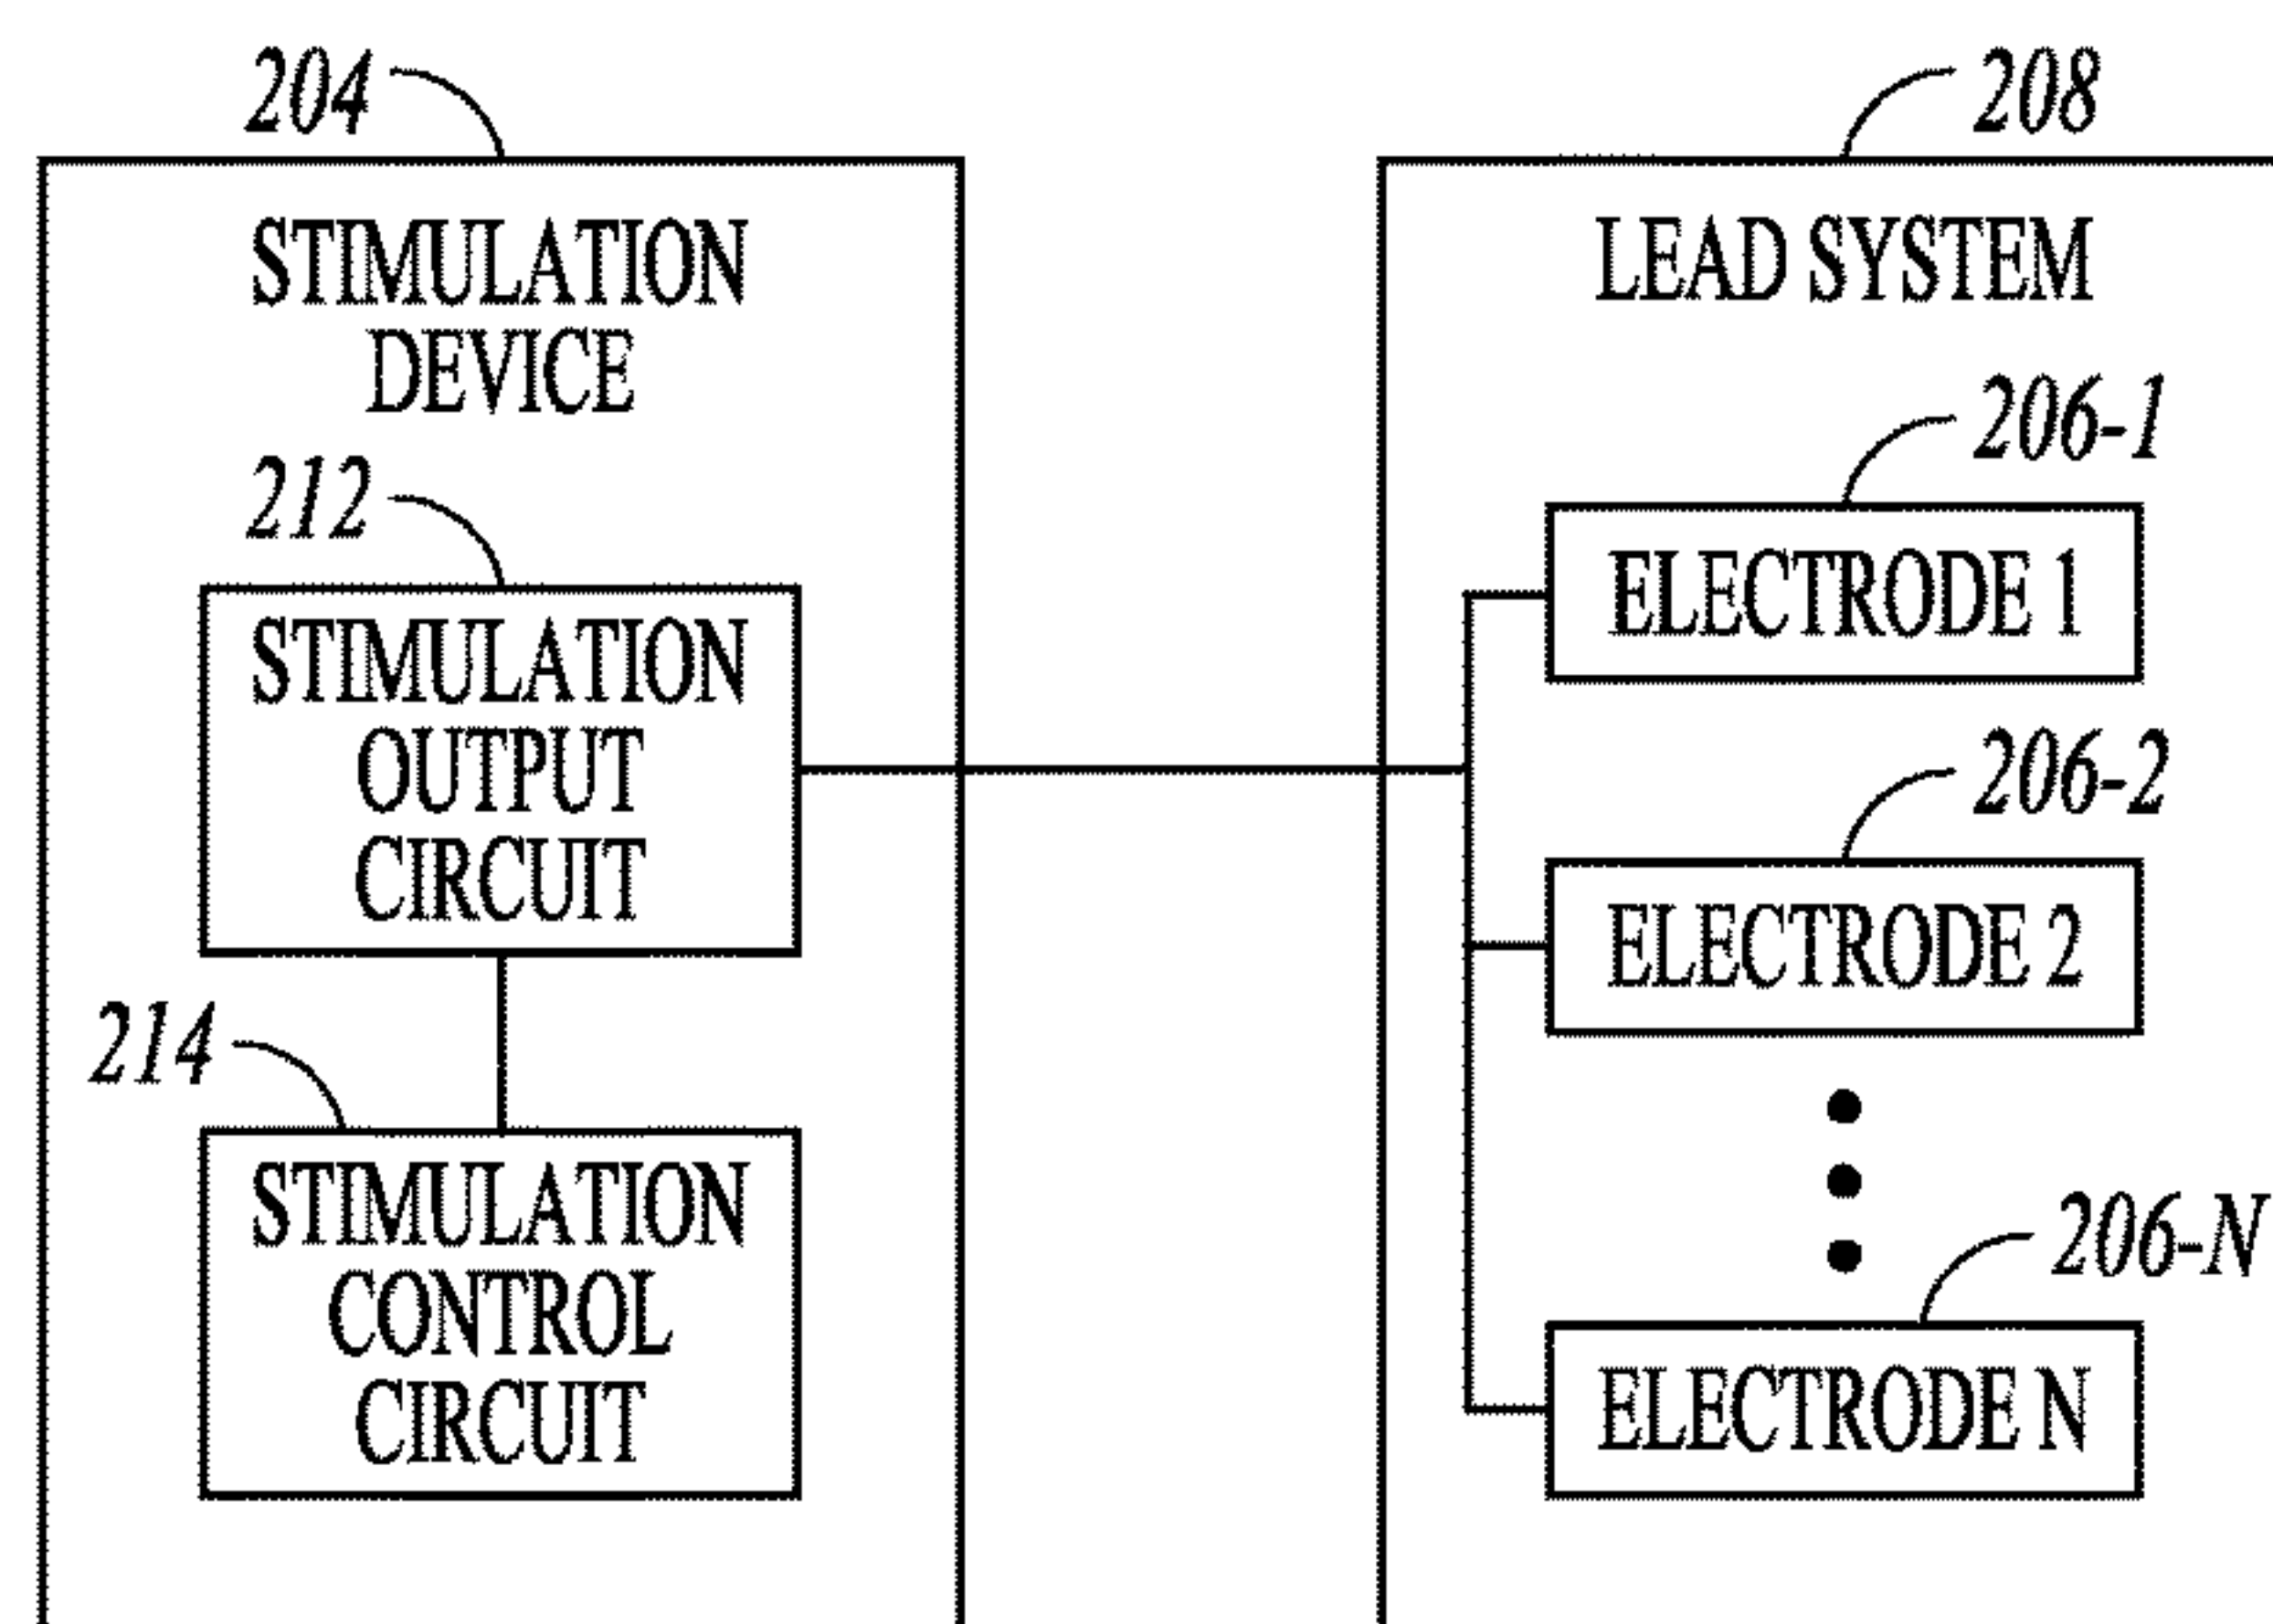 204
STIMULATION
DEVICE
212
STIMULATION
OUTPUT
CIRCUIT
214
STIMULATION
CONTROL
CIRCUIT
208
LEAD SYSTEM
206-1
ELECTRODE 1
206-2
ELECTRODE 2
206-N
ELECTRODE N